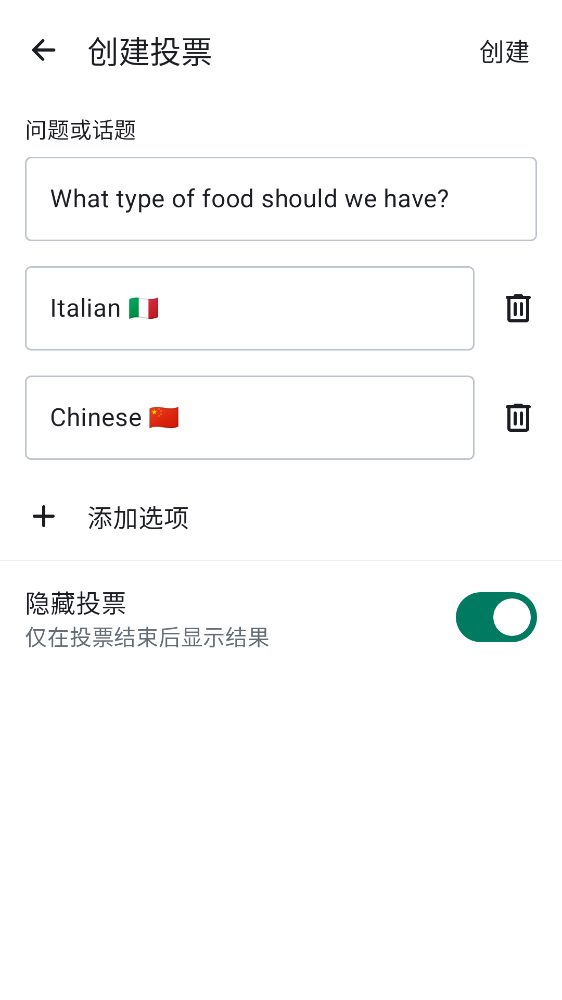 创建投票
创建
问题或话题
What type of food should we have?
Italian 🇮🇹
Chinese 🇨🇳
添加选项
隐藏投票
仅在投票结束后显示结果